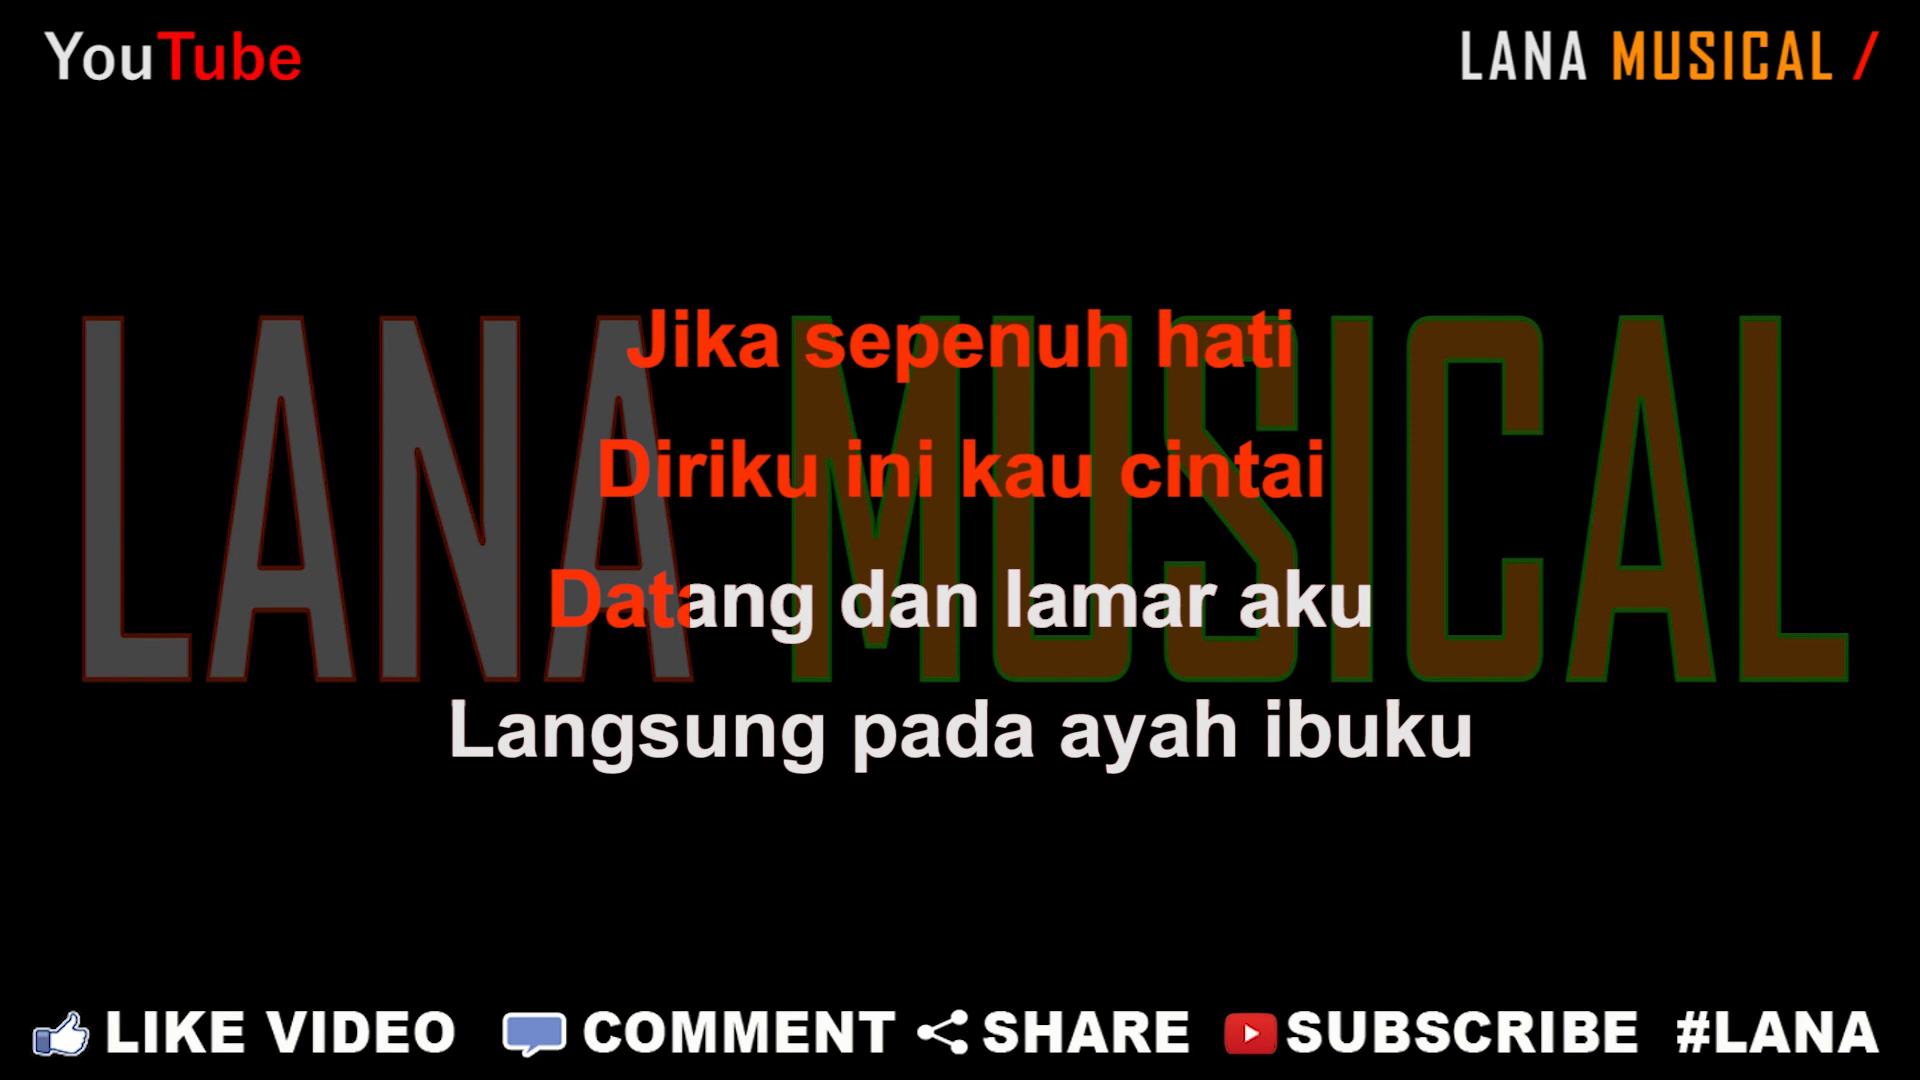 YouTube
LANA MUSICAL /
LANA MUSICAL
Jika sepenuh hati
Diriku ini kau cintai
Datang dan lamar aku
Langsung pada ayah ibuku
LIKE VIDEO COMMENT SHARE SUBSCRIBE #LANA